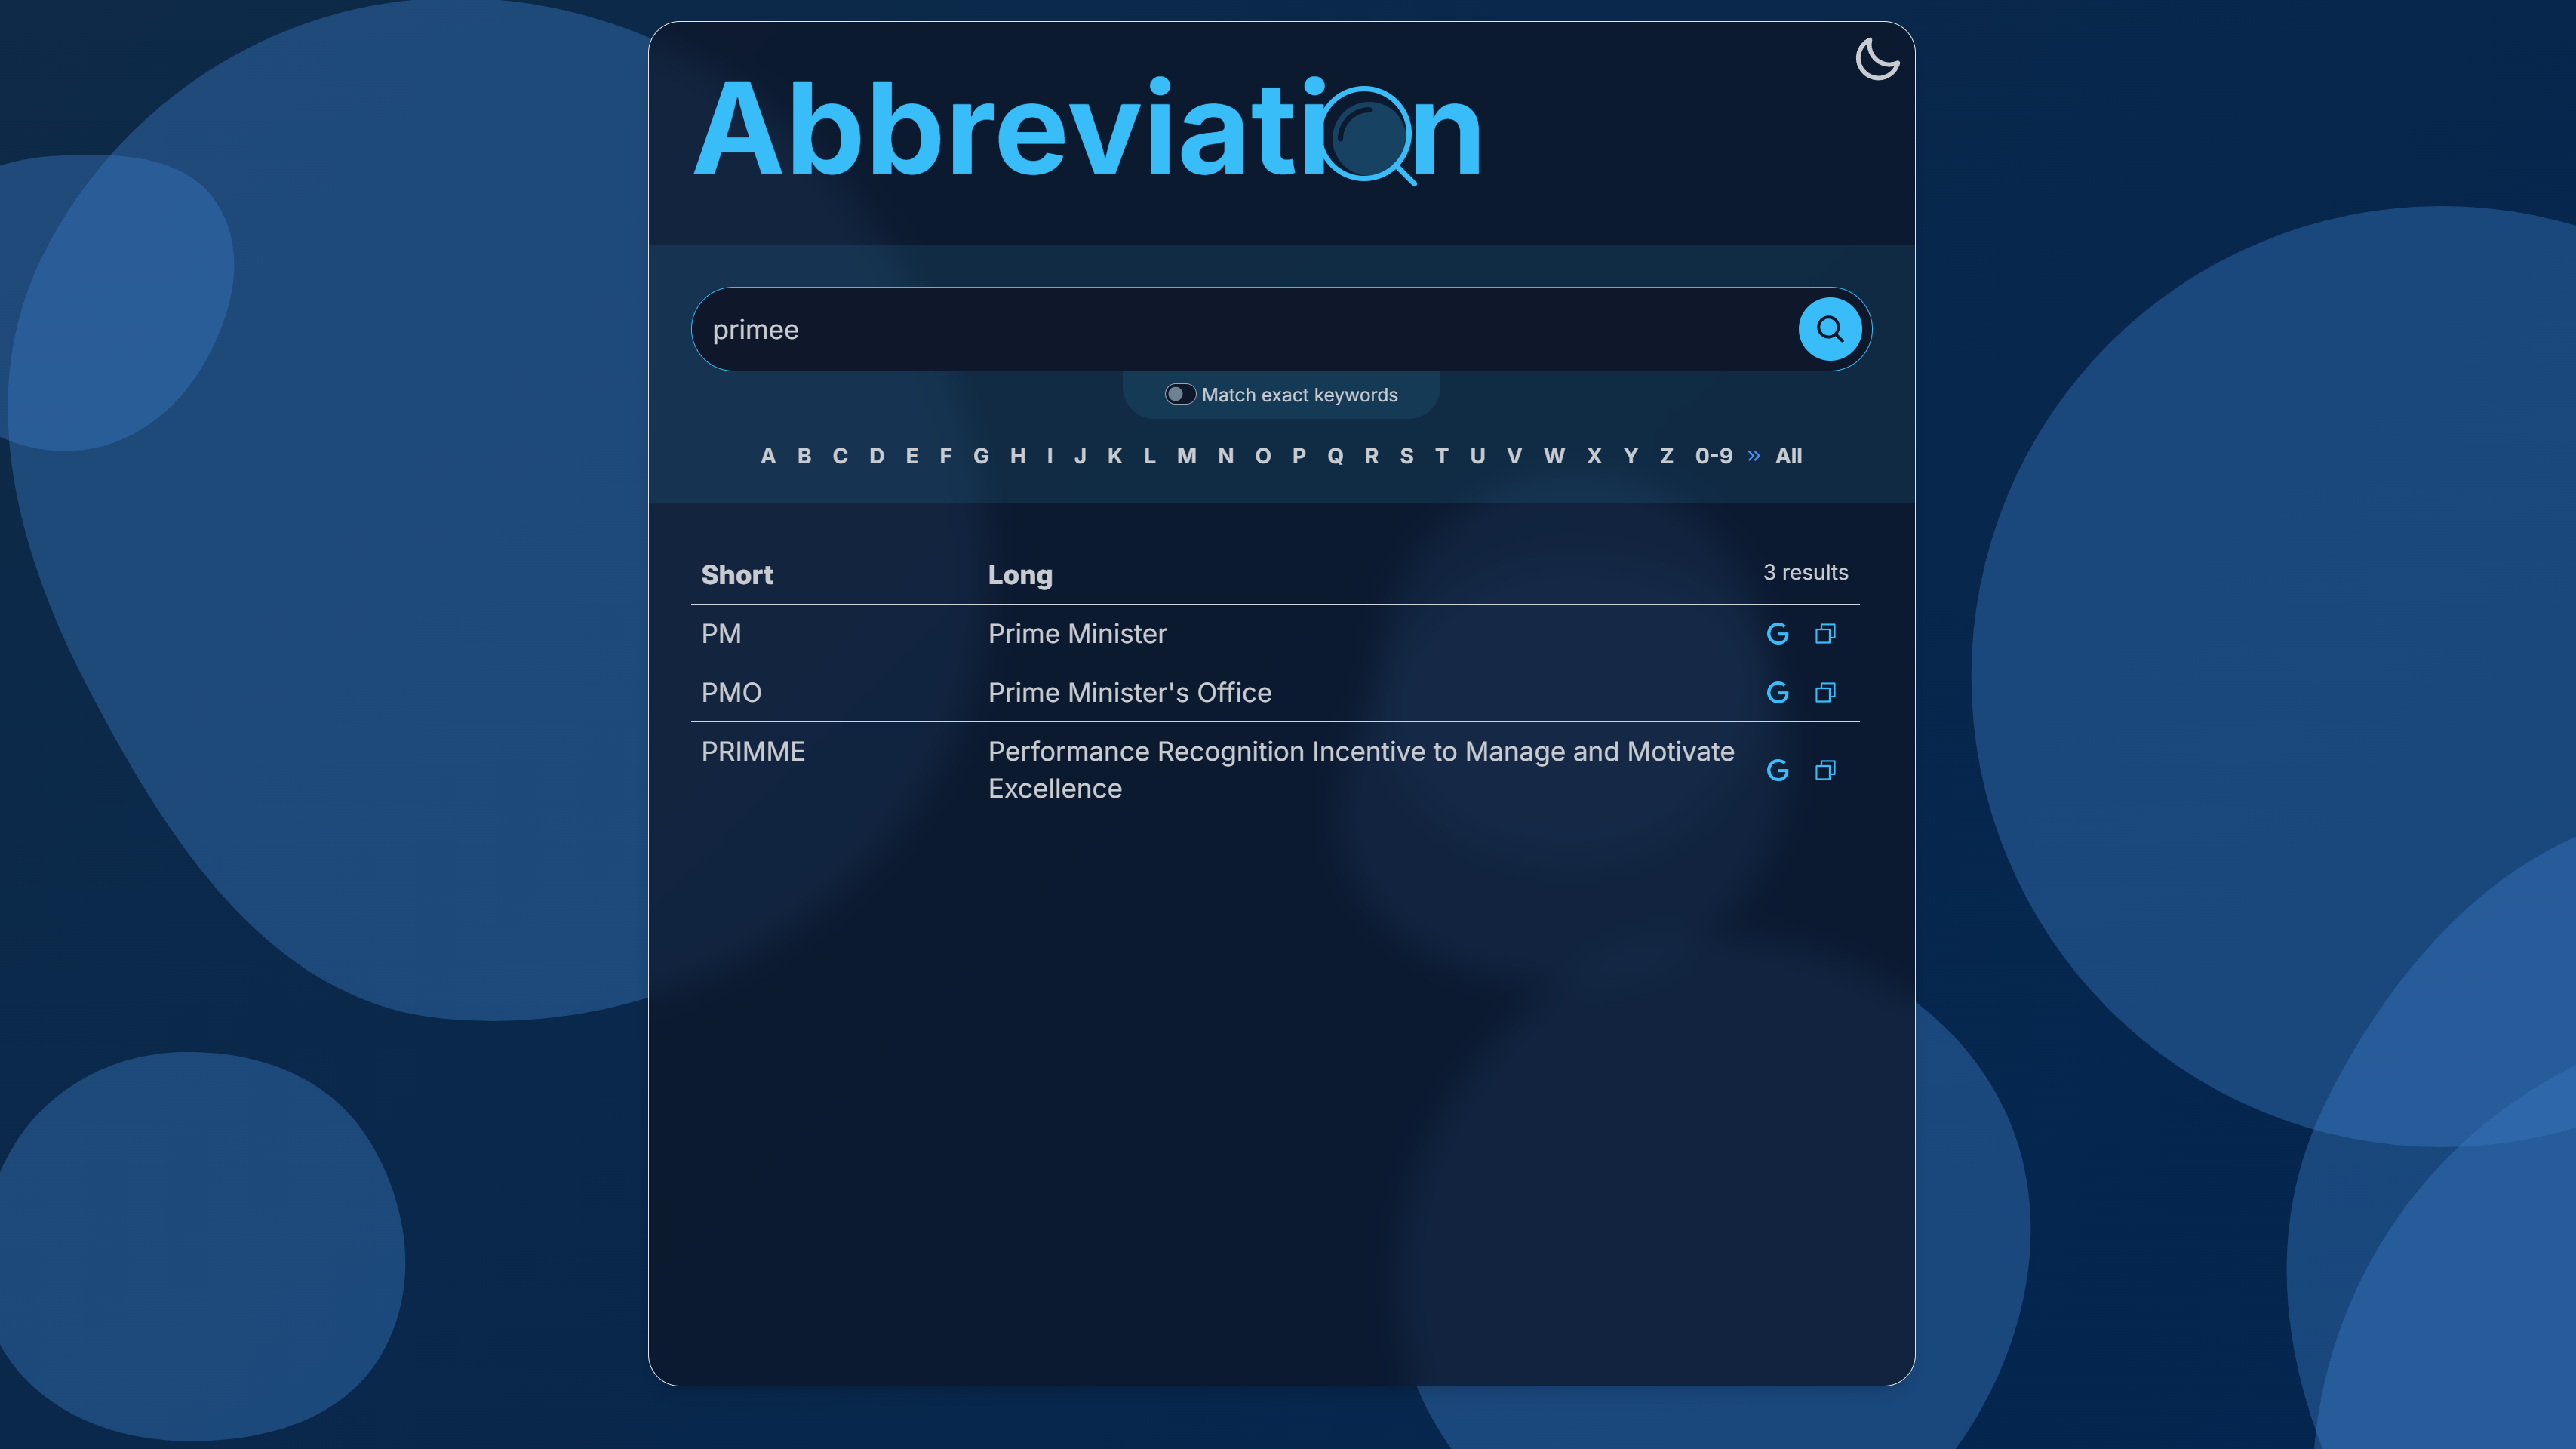 Abbreviation
primee
Match exact keywords
A B C D E F G H I J K L M N O P Q R S T U V W X Y Z 0-9 » All
Short Long 3 results
PM Prime Minister
PMO Prime Minister's Office
PRIMME Performance Recognition Incentive to Manage and Motivate
Excellence